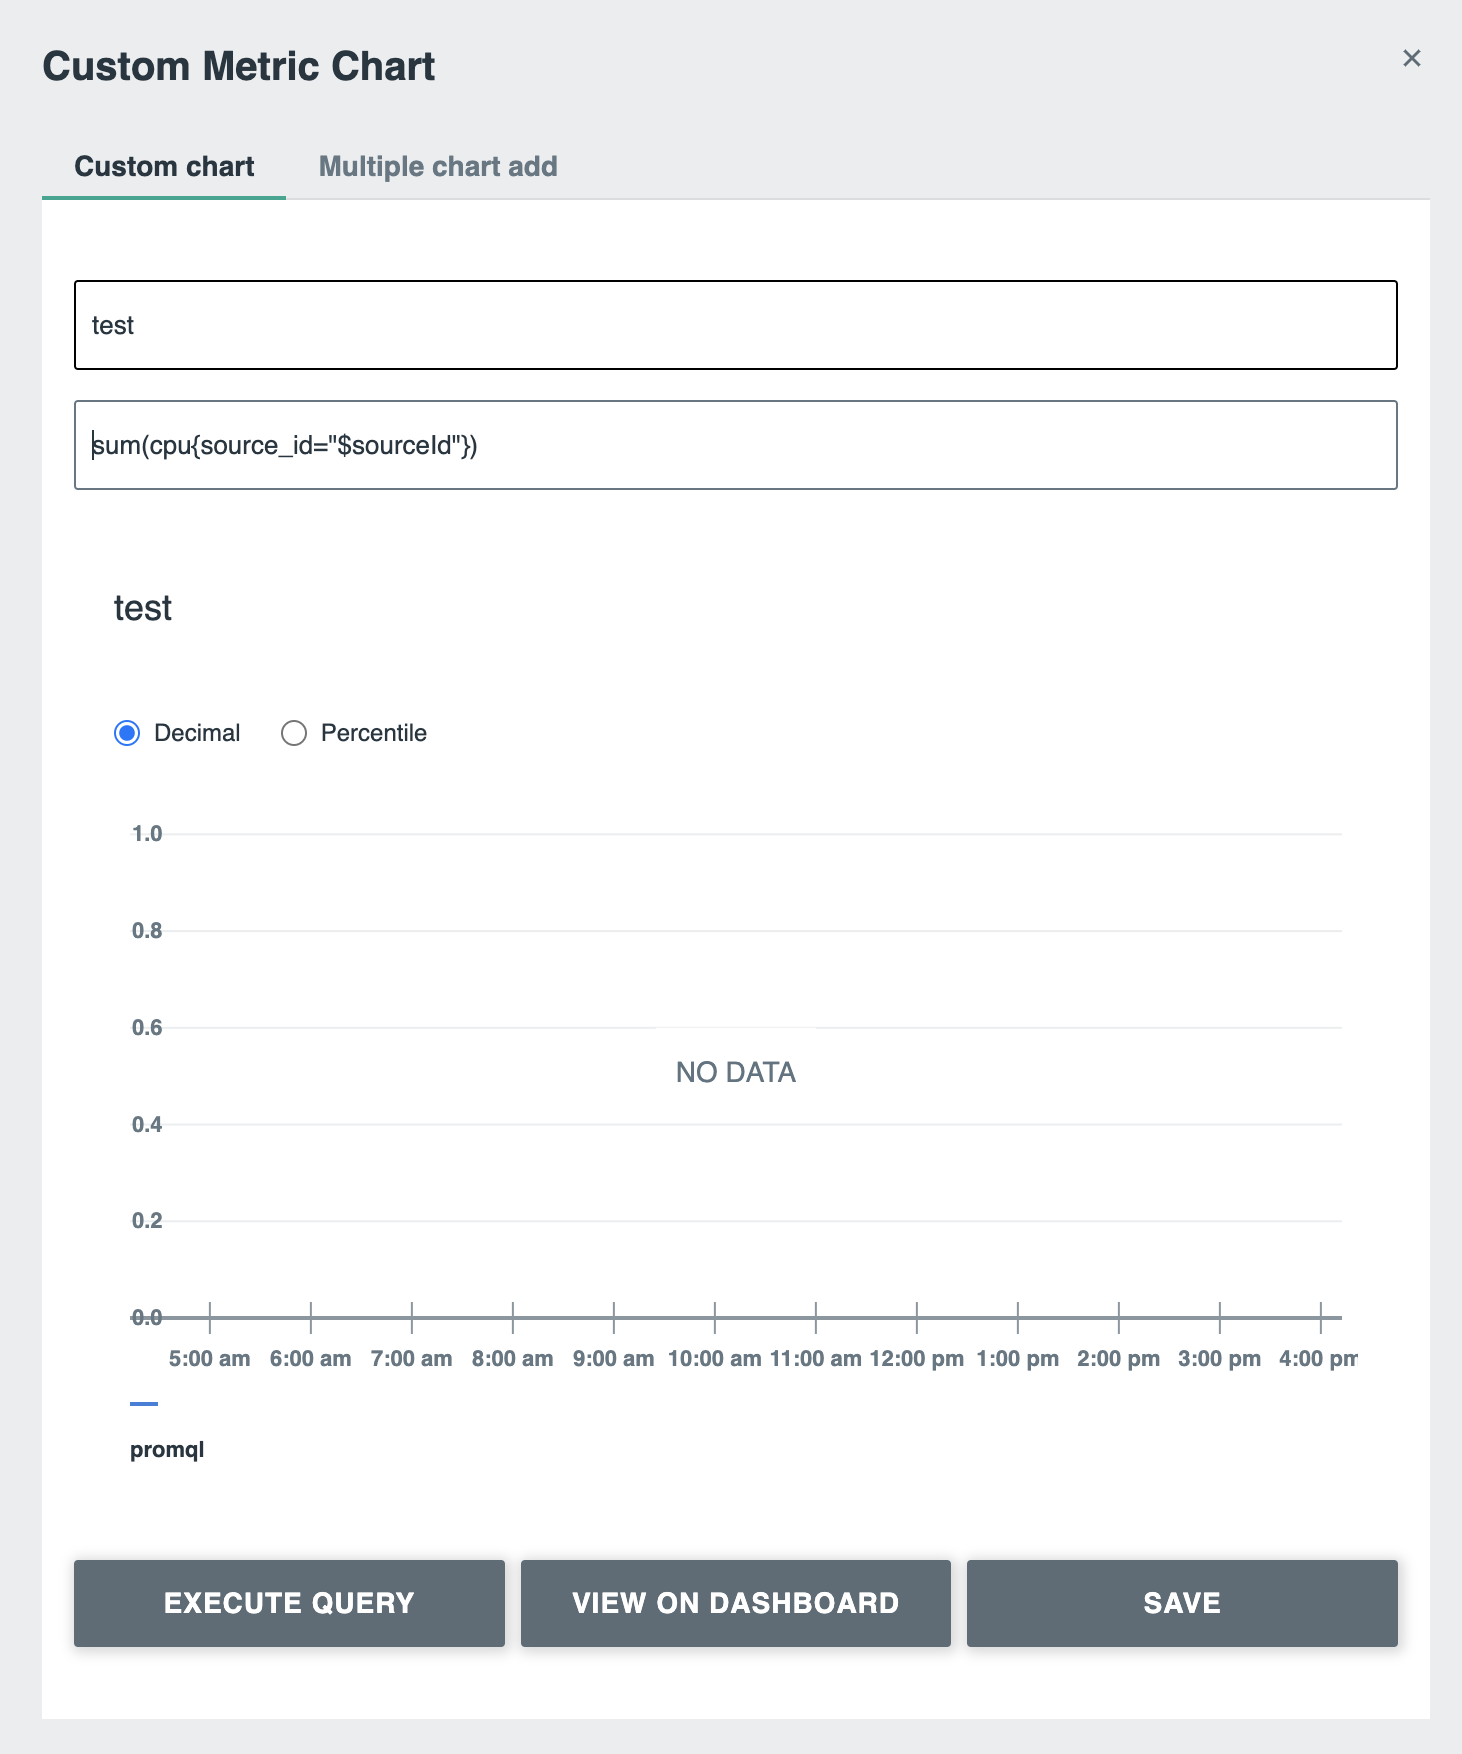 Custom Metric Chart
×
Custom chart Multiple chart add
test
sum(cpu{source_id="$sourceId"})
test
Decimal Percentile
1.0
0.8
0.6
NO DATA
0.4
0.2
0.0
5:00 am 6:00 am 7:00 am 8:00 am 9:00 am 10:00 am 11:00 am 12:00 pm 1:00 pm 2:00 pm 3:00 pm 4:00 pm
promql
EXECUTE QUERY VIEW ON DASHBOARD SAVE